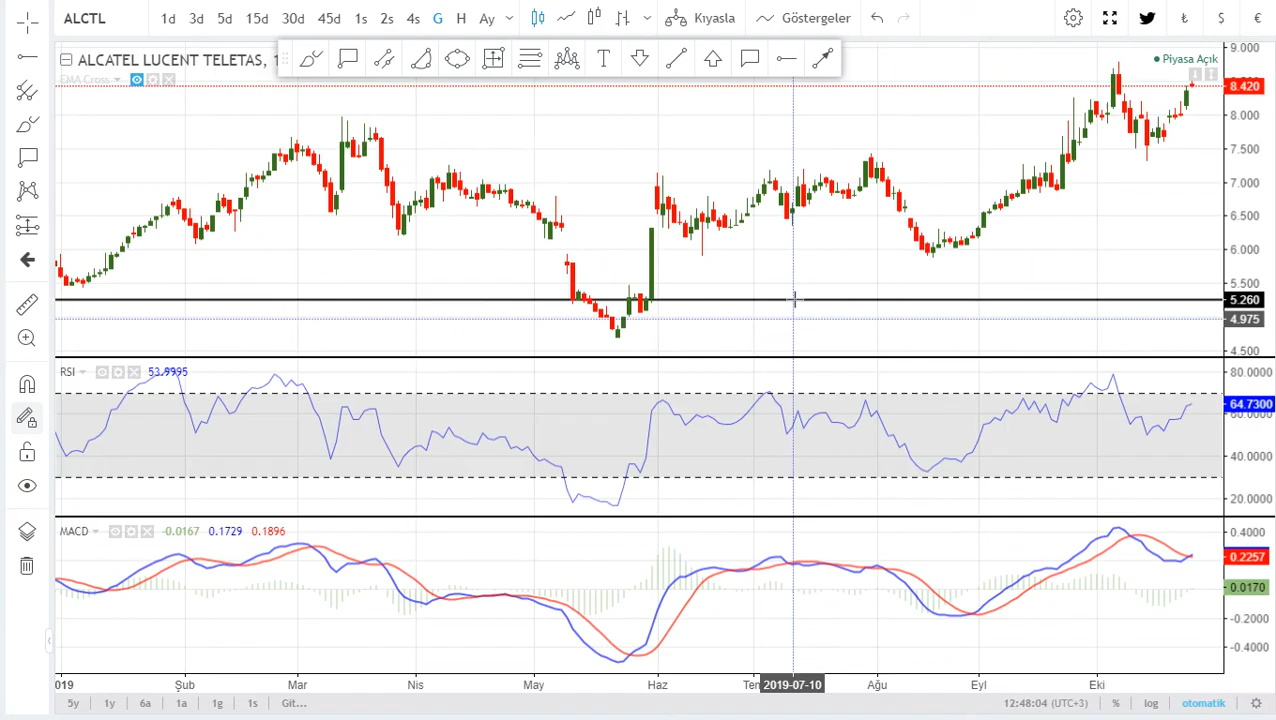 ALCTL 1d 3d 5d 15d 30d 45d 1s 2s 4s G H Ay Kıyasla Göstergeler ₺ $ €
ALCATEL LUCENT TELETAS, 1
EMA Cross
Piyasa Açık
9.000
8.420
8.000
7.500
7.000
6.500
6.000
5.500
5.260
4.975
4.500
RSI 53.9995
80.0000
64.7300
60.0000
40.0000
20.0000
MACD -0.0167 0.1729 0.1896
0.4000
0.2257
0.0170
-0.2000
-0.4000
019 Şub Mar Nis May Haz Tem 2019-07-10 Ağu Eyl Eki
5y 1y 6a 1a 1g 1s Git... 12:48:04 (UTC+3) % log otomatik